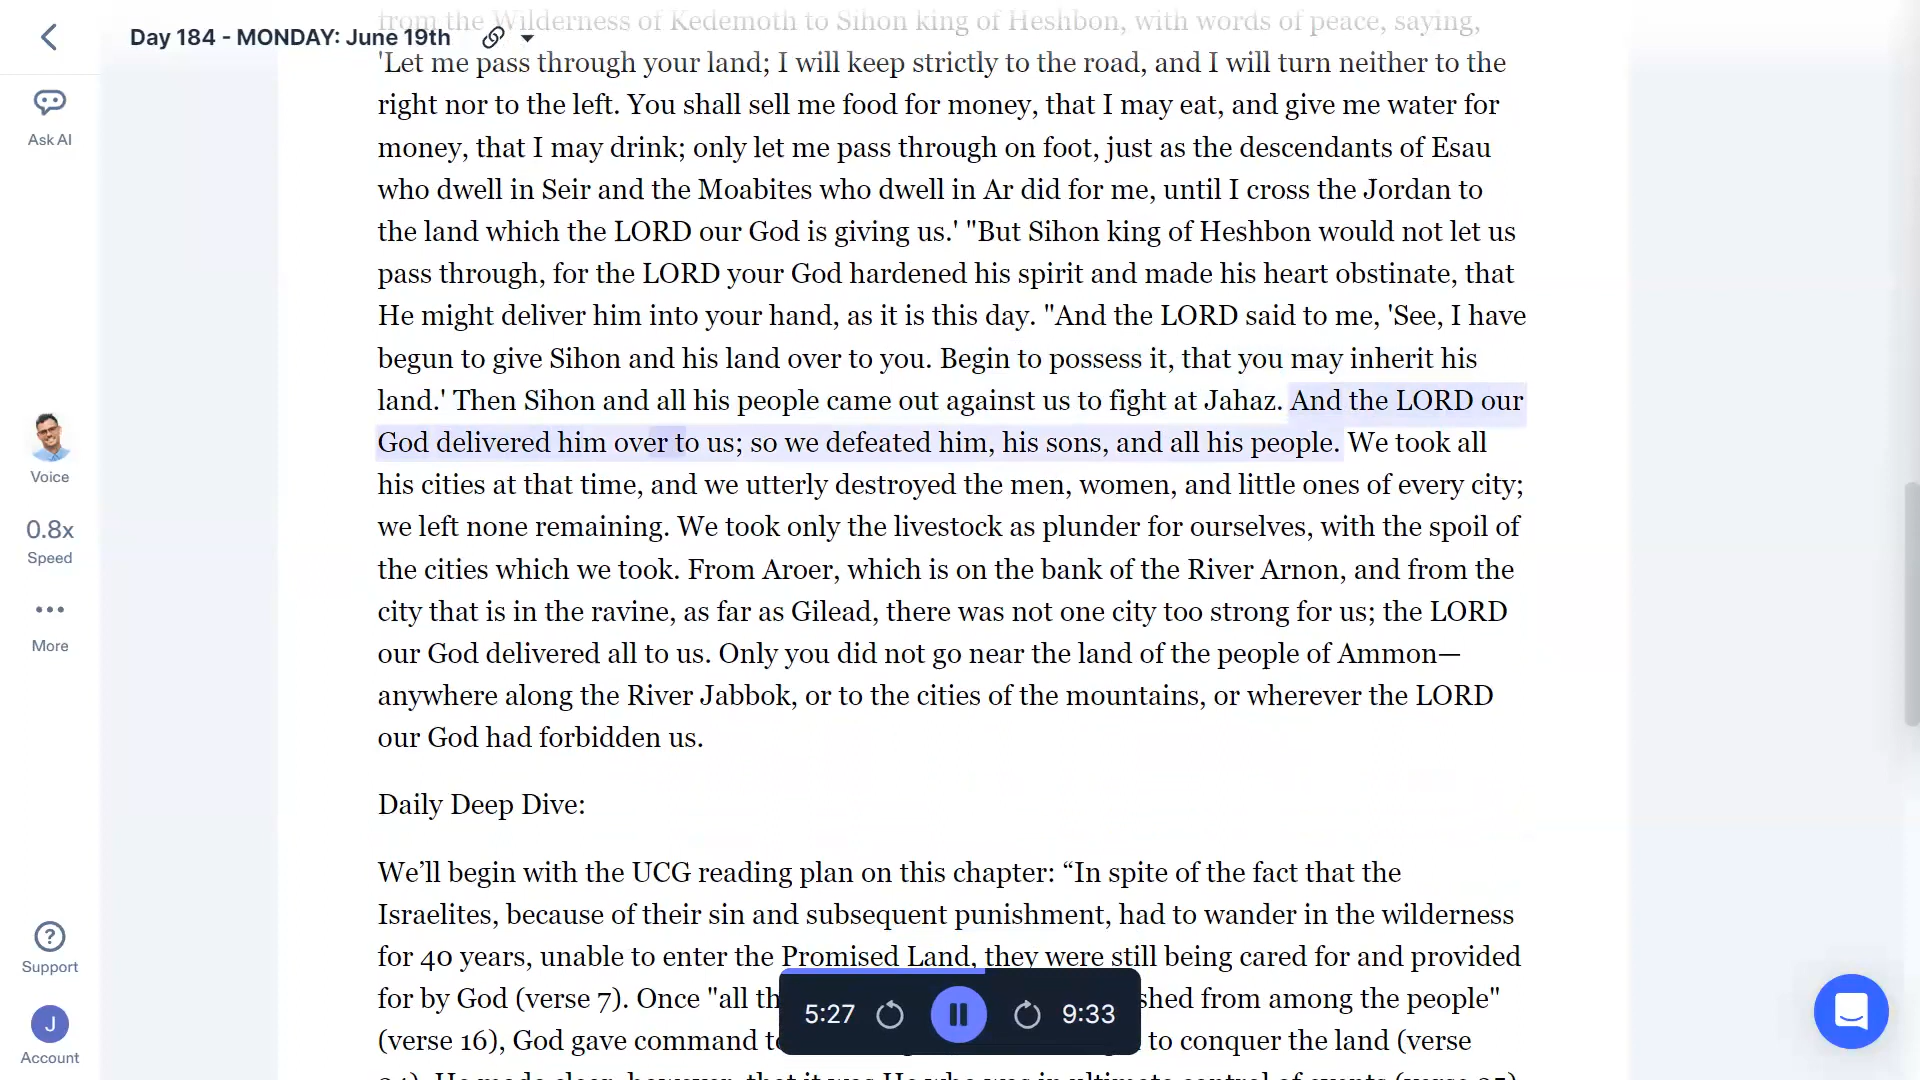 Day 184 - MONDAY: June 19th
from the Wilderness of Kedemoth to Sihon king of Heshbon, with words of peace, saying,
'Let me pass through your land; I will keep strictly to the road, and I will turn neither to the
right nor to the left. You shall sell me food for money, that I may eat, and give me water for
money, that I may drink; only let me pass through on foot, just as the descendants of Esau
who dwell in Seir and the Moabites who dwell in Ar did for me, until I cross the Jordan to
the land which the LORD our God is giving us.' "But Sihon king of Heshbon would not let us
pass through, for the LORD your God hardened his spirit and made his heart obstinate, that
He might deliver him into your hand, as it is this day. "And the LORD said to me, 'See, I have
begun to give Sihon and his land over to you. Begin to possess it, that you may inherit his
land.' Then Sihon and all his people came out against us to fight at Jahaz. And the LORD our
God delivered him over to us; so we defeated him, his sons, and all his people. We took all
his cities at that time, and we utterly destroyed the men, women, and little ones of every city;
we left none remaining. We took only the livestock as plunder for ourselves, with the spoil of
the cities which we took. From Aroer, which is on the bank of the River Arnon, and from the
city that is in the ravine, as far as Gilead, there was not one city too strong for us; the LORD
our God delivered all to us. Only you did not go near the land of the people of Ammon—
anywhere along the River Jabbok, or to the cities of the mountains, or wherever the LORD
our God had forbidden us.
Daily Deep Dive:
We’ll begin with the UCG reading plan on this chapter: “In spite of the fact that the
Israelites, because of their sin and subsequent punishment, had to wander in the wilderness
for 40 years, unable to enter the Promised Land, they were still being cared for and provided
for by God (verse 7). Once "all th shed from among the people"
(verse 16), God gave command to conquer the land (verse
Ask AI
Voice
0.8x
Speed
More
Support
J
Account
5:27
9:33